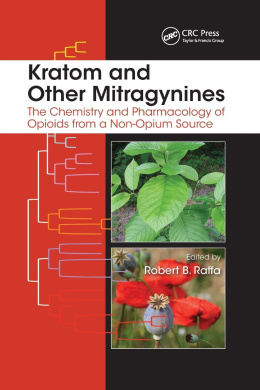 CRC Press
Taylor & Francis Group
Kratom and
Other Mitragynines
The Chemistry and Pharmacology of
Opioids from a Non-Opium Source
Edited by
Robert B. Raffa